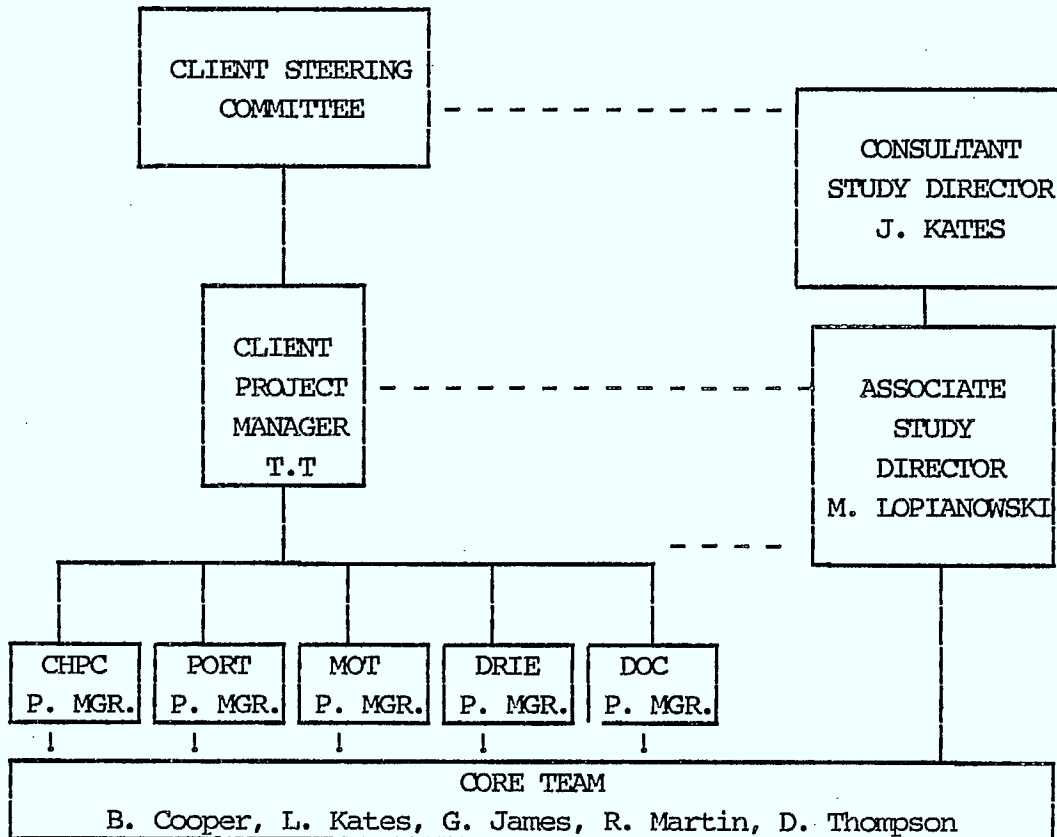 CLIENT STEERING
COMMITTEE
CONSULTANT
STUDY DIRECTOR
J. KATES
CLIENT
PROJECT
MANAGER
T.T
ASSOCIATE
STUDY
DIRECTOR
M. LOPIANOWSKI
CHPC
P. MGR.
PORT
P. MGR.
MOT
P. MGR.
DRIE
P. MGR.
DOC
P. MGR.
CORE TEAM
B. Cooper, L. Kates, G. James, R. Martin, D. Thompson